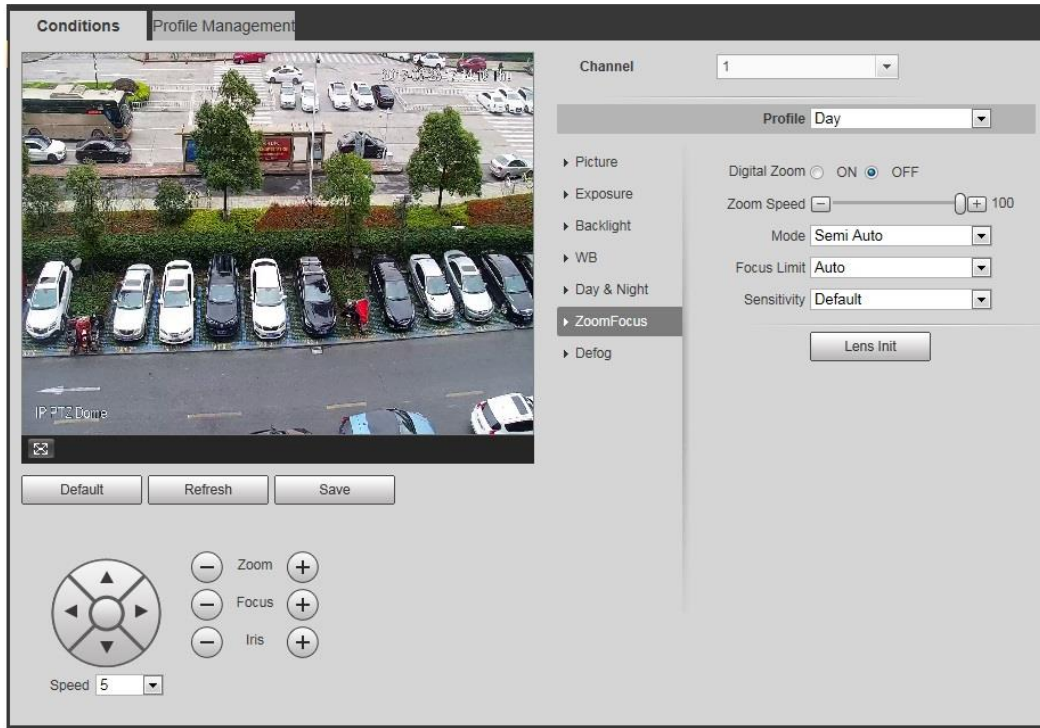 Conditions
Profile Management
Channel 1
Profile Day
Picture
Exposure
Backlight
WB
Day & Night
ZoomFocus
Defog
Digital Zoom ON OFF
Zoom Speed 100
Mode Semi Auto
Focus Limit Auto
Sensitivity Default
Lens Init
IP PTZ Dome
Default
Refresh
Save
Zoom
Focus
Iris
Speed 5